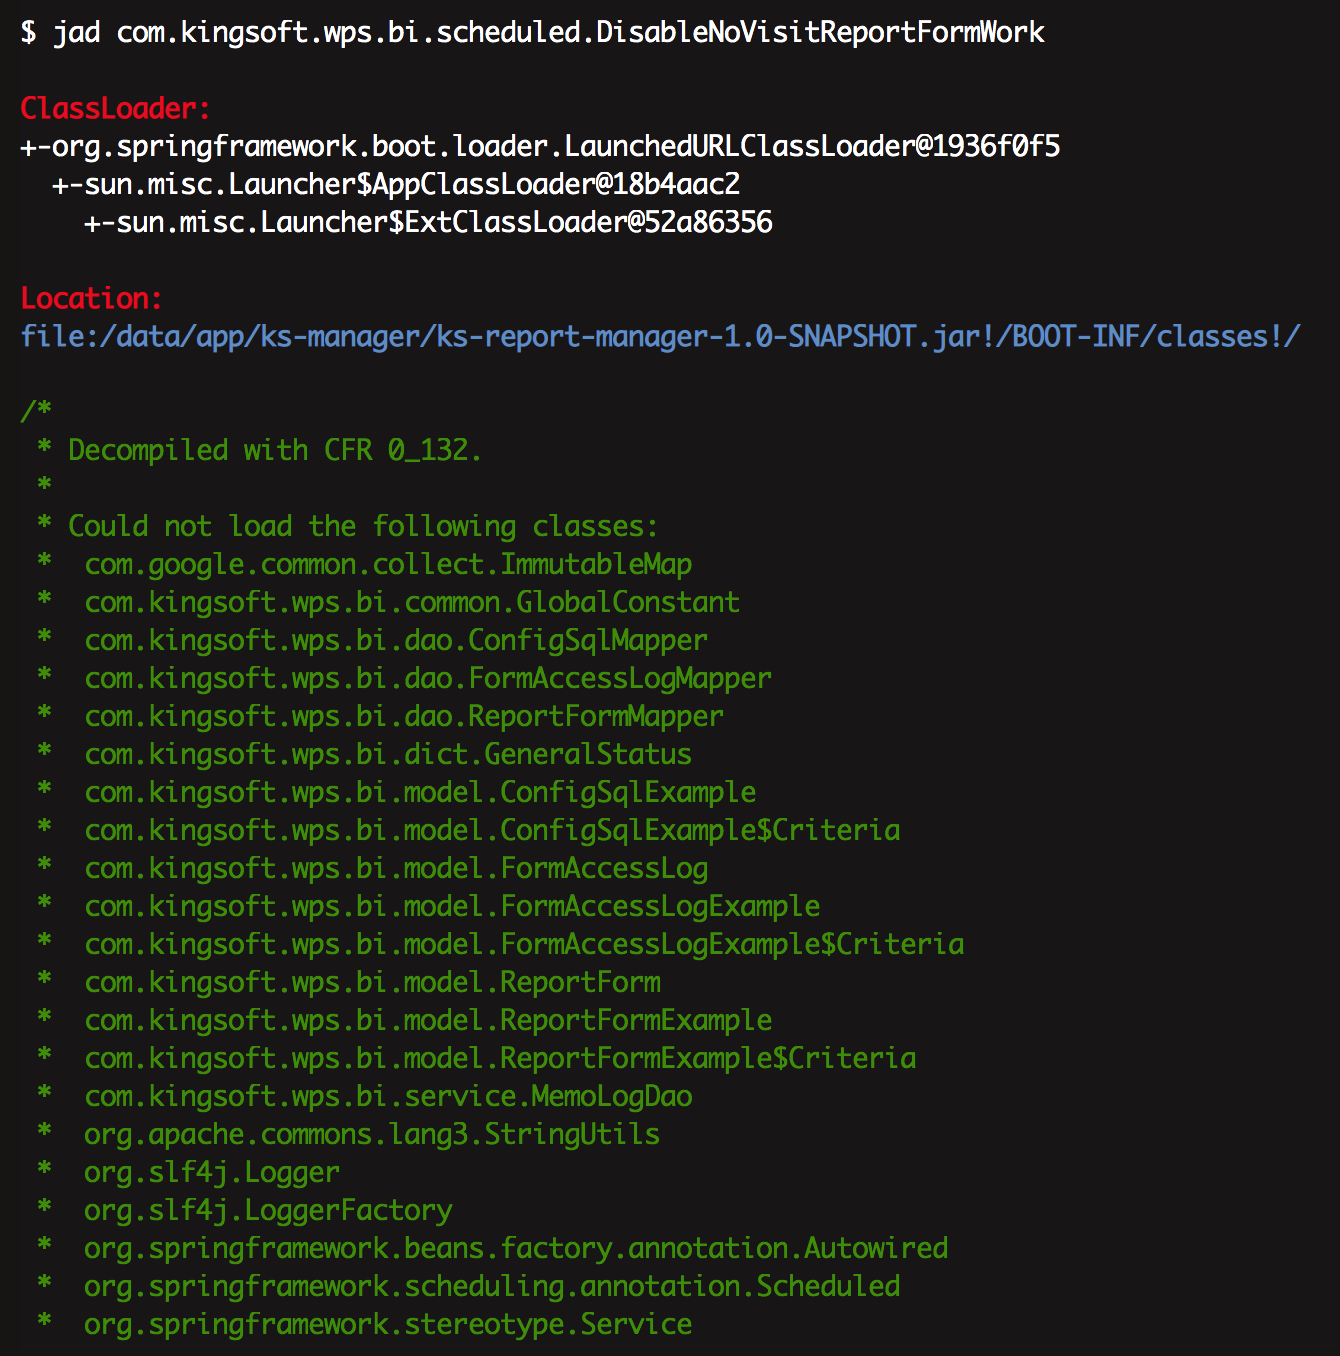 $ jad com.kingsoft.wps.bi.scheduled.DisableNoVisitReportFormWork
ClassLoader:
+-org.springframework.boot.loader.LaunchedURLClassLoader@1936f0f5
  +-sun.misc.Launcher$AppClassLoader@18b4aac2
    +-sun.misc.Launcher$ExtClassLoader@52a86356
Location:
file:/data/app/ks-manager/ks-report-manager-1.0-SNAPSHOT.jar!/BOOT-INF/classes!/
/*
 * Decompiled with CFR 0_132.
 *
 * Could not load the following classes:
 *  com.google.common.collect.ImmutableMap
 *  com.kingsoft.wps.bi.common.GlobalConstant
 *  com.kingsoft.wps.bi.dao.ConfigSqlMapper
 *  com.kingsoft.wps.bi.dao.FormAccessLogMapper
 *  com.kingsoft.wps.bi.dao.ReportFormMapper
 *  com.kingsoft.wps.bi.dict.GeneralStatus
 *  com.kingsoft.wps.bi.model.ConfigSqlExample
 *  com.kingsoft.wps.bi.model.ConfigSqlExample$Criteria
 *  com.kingsoft.wps.bi.model.FormAccessLog
 *  com.kingsoft.wps.bi.model.FormAccessLogExample
 *  com.kingsoft.wps.bi.model.FormAccessLogExample$Criteria
 *  com.kingsoft.wps.bi.model.ReportForm
 *  com.kingsoft.wps.bi.model.ReportFormExample
 *  com.kingsoft.wps.bi.model.ReportFormExample$Criteria
 *  com.kingsoft.wps.bi.service.MemoLogDao
 *  org.apache.commons.lang3.StringUtils
 *  org.slf4j.Logger
 *  org.slf4j.LoggerFactory
 *  org.springframework.beans.factory.annotation.Autowired
 *  org.springframework.scheduling.annotation.Scheduled
 *  org.springframework.stereotype.Service